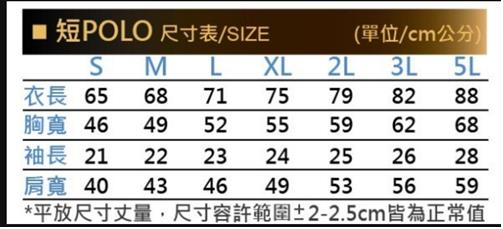 ■ 短POLO 尺寸表/SIZE (單位/cm公分)
S M L XL 2L 3L 5L
衣長 65 68 71 75 79 82 88
胸寬 46 49 52 55 59 62 68
袖長 21 22 23 24 25 26 28
肩寬 40 43 46 49 53 56 59
*平放尺寸丈量，尺寸容許範圍±2-2.5cm皆為正常值